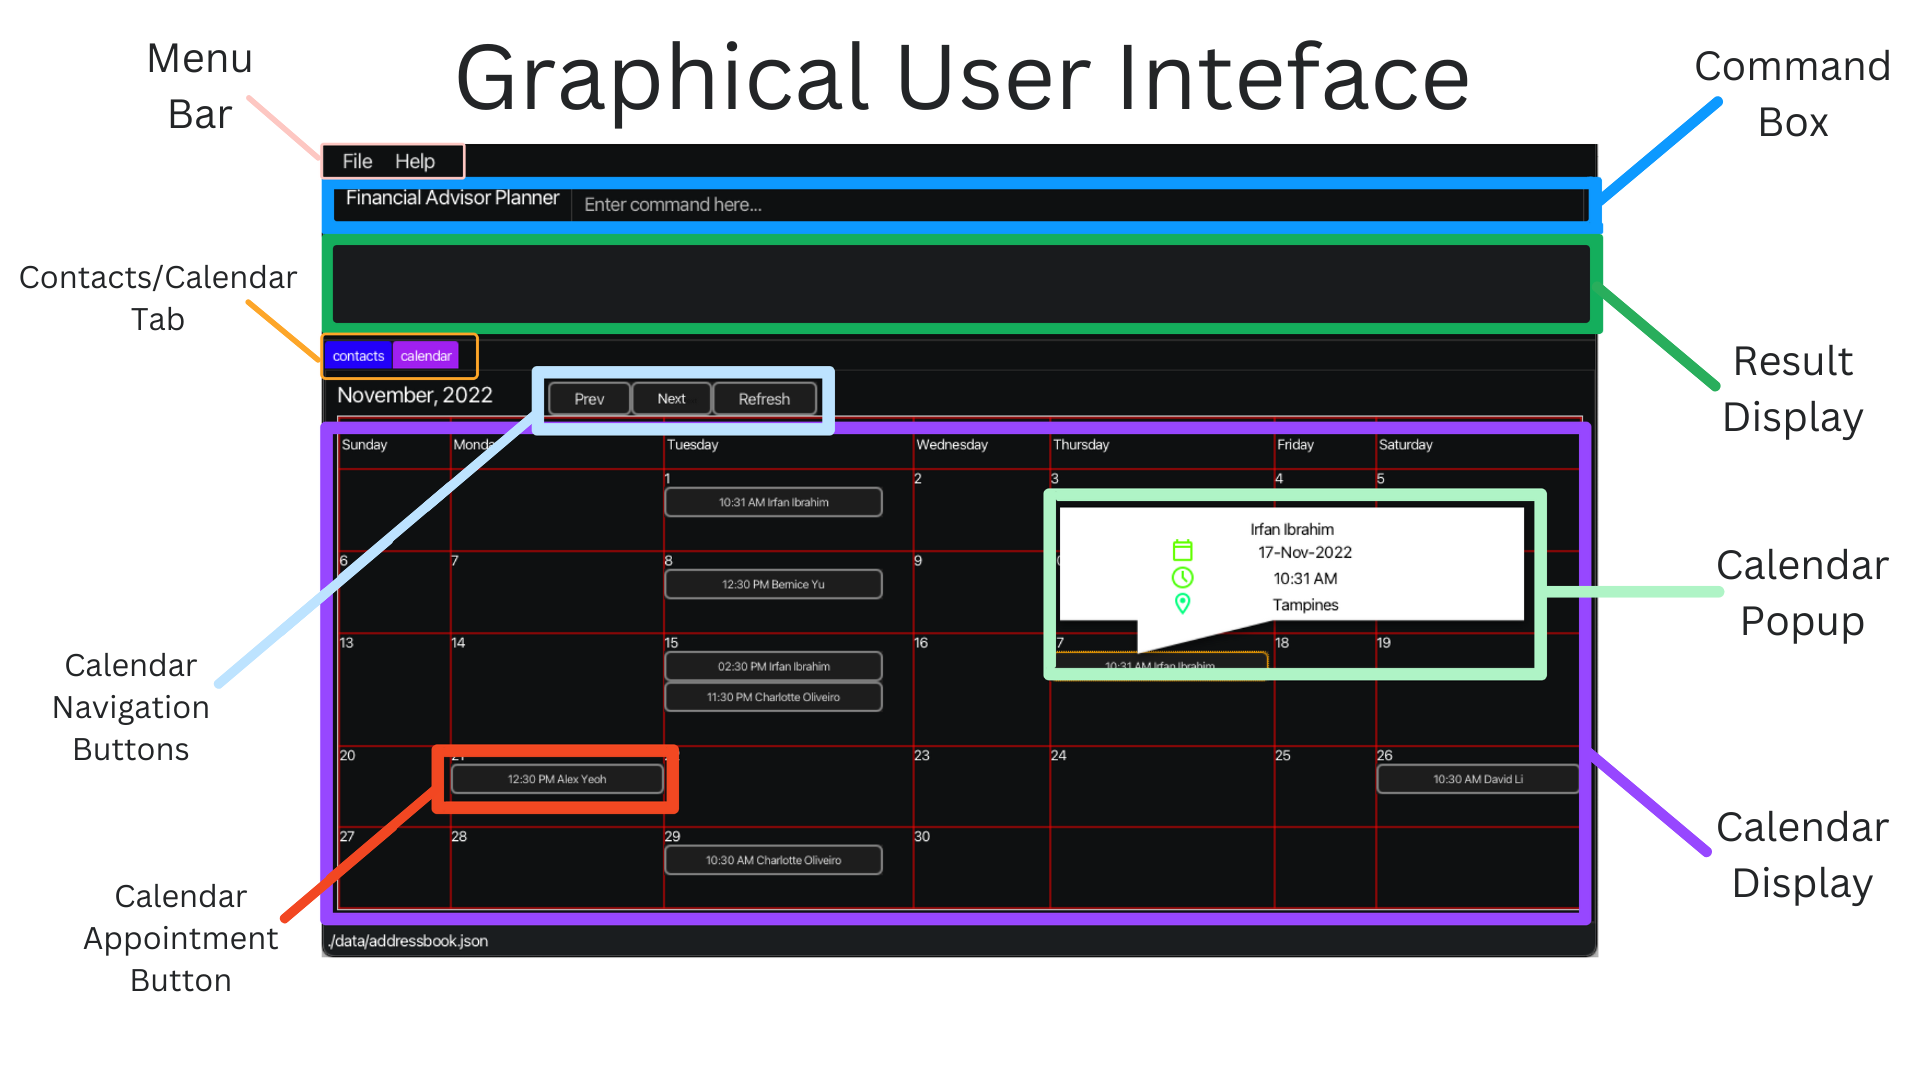 Graphical User Inteface
Menu
Bar
Command
Box
File Help
Financial Advisor Planner Enter command here...
Contacts/Calendar
Tab
Result
Display
contacts calendar
November, 2022 Prev Next Refresh
Sunday Monday Tuesday Wednesday Thursday Friday Saturday
1 2 3 4 5
10:31 AM Irfan Ibrahim
Irfan Ibrahim
17-Nov-2022
10:31 AM
Tampines
Calendar
Popup
6 7 8 9
12:30 PM Bernice Yu
13 14 15 16 7 18 19
02:30 PM Irfan Ibrahim 10:31 AM Irfan Ibrahim
11:30 PM Charlotte Oliveiro
Calendar
Navigation
Buttons
20 21 23 24 25 26
12:30 PM Alex Yeoh 10:30 AM David Li
27 28 29 30
10:30 AM Charlotte Oliveiro
Calendar
Display
Calendar
Appointment
Button
./data/addressbook.json